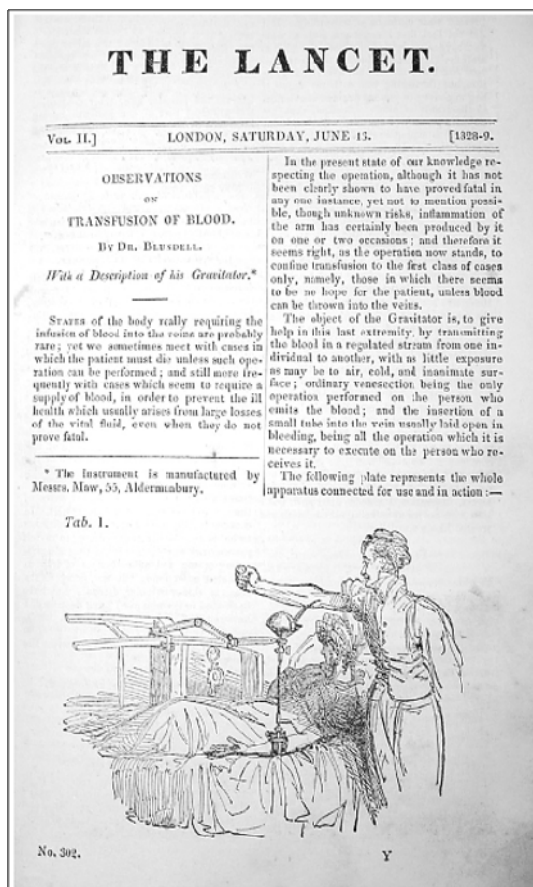 THE LANCET.
VOL. II.] LONDON, SATURDAY, JUNE 13. [1828-9.
OBSERVATIONS
ON
TRANSFUSION OF BLOOD.
BY DR. BLUNDELL.
With a Description of his Gravitator.*
STATES of the body really requiring the
infusion of blood into the veins are probably
rare; yet we sometimes meet with cases in
which the patient must die unless such ope-
ration can be performed; and still more fre-
quently with cases which seem to require a
supply of blood, in order to prevent the ill
health which usually arises from large losses
of the vital fluid, even when they do not
prove fatal.
* The Instrument is manufactured by
Messrs. Maw, 55, Aldermanbury.
In the present state of our knowledge re-
specting the operation, although it has not
been clearly shown to have proved fatal in
any one instance, yet not to mention possi-
ble, though unknown risks, inflammation of
the arm has certainly been produced by it
on one or two occasions; and therefore it
seems right, as the operation now stands, to
confine transfusion to the first class of cases
only, namely, those in which there seems
to be no hope for the patient, unless blood
can be thrown into the veins.
The object of the Gravitator is, to give
help in this last extremity, by transmitting
the blood in a regulated stream from one in-
dividual to another, with as little exposure
as may be to air, cold, and inanimate sur-
face; ordinary venesection being the only
operation performed on the person who
emits the blood; and the insertion of a
small tube into the vein usually laid open in
bleeding, being all the operation which it is
necessary to execute on the person who re-
ceives it.
The following plate represents the whole
apparatus connected for use and in action:—
Tab. 1.
No. 302.
Y